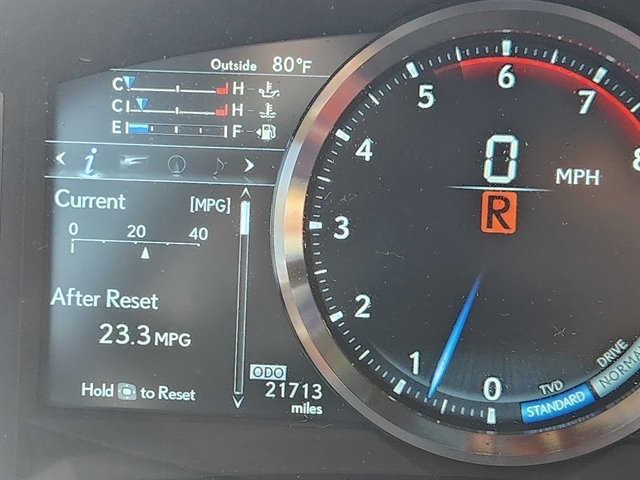 Outside 80°F
C H
C H
E F
< i >
Current [MPG]
0 20 40
After Reset
23.3 MPG
Hold to Reset
ODO
21713
miles
0 1 2 3 4 5 6 7 8
0 MPH
R
TVD
STANDARD
DRIVE